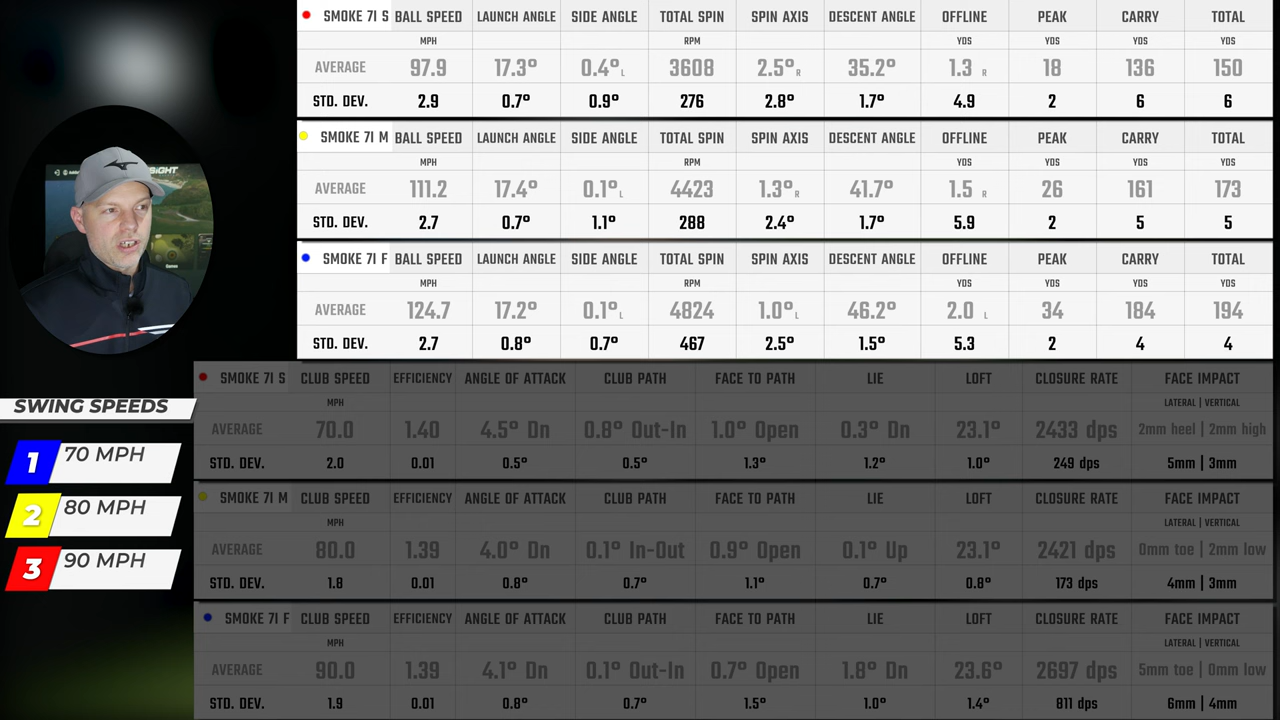 SMOKE 7I S BALL SPEED LAUNCH ANGLE SIDE ANGLE TOTAL SPIN SPIN AXIS DESCENT ANGLE OFFLINE PEAK CARRY TOTAL
MPH RPM YDS YDS YDS YDS
AVERAGE 97.9 17.3° 0.4° L 3608 2.5° R 35.2° 1.3 R 18 136 150
STD. DEV. 2.9 0.7° 0.9° 276 2.8° 1.7° 4.9 2 6 6
SMOKE 7I M BALL SPEED LAUNCH ANGLE SIDE ANGLE TOTAL SPIN SPIN AXIS DESCENT ANGLE OFFLINE PEAK CARRY TOTAL
MPH RPM YDS YDS YDS YDS
AVERAGE 111.2 17.4° 0.1° L 4423 1.3° R 41.7° 1.5 R 26 161 173
STD. DEV. 2.7 0.7° 1.1° 288 2.4° 1.7° 5.9 2 5 5
SMOKE 7I F BALL SPEED LAUNCH ANGLE SIDE ANGLE TOTAL SPIN SPIN AXIS DESCENT ANGLE OFFLINE PEAK CARRY TOTAL
MPH RPM YDS YDS YDS YDS
AVERAGE 124.7 17.2° 0.1° L 4824 1.0° L 46.2° 2.0 L 34 184 194
STD. DEV. 2.7 0.8° 0.7° 467 2.5° 1.5° 5.3 2 4 4
SMOKE 7I S CLUB SPEED EFFICIENCY ANGLE OF ATTACK CLUB PATH FACE TO PATH LIE LOFT CLOSURE RATE FACE IMPACT
MPH LATERAL | VERTICAL
AVERAGE 70.0 1.40 4.5° Dn 0.8° Out-In 1.0° Open 0.3° Dn 23.1° 2433 dps 2mm heel | 2mm high
STD. DEV. 2.0 0.01 0.5° 0.5° 1.3° 1.2° 1.0° 249 dps 5mm | 3mm
SMOKE 7I M CLUB SPEED EFFICIENCY ANGLE OF ATTACK CLUB PATH FACE TO PATH LIE LOFT CLOSURE RATE FACE IMPACT
MPH LATERAL | VERTICAL
AVERAGE 80.0 1.39 4.0° Dn 0.1° In-Out 0.9° Open 0.1° Up 23.1° 2421 dps 0mm toe | 2mm low
STD. DEV. 1.8 0.01 0.8° 0.7° 1.1° 0.7° 0.8° 173 dps 4mm | 3mm
SMOKE 7I F CLUB SPEED EFFICIENCY ANGLE OF ATTACK CLUB PATH FACE TO PATH LIE LOFT CLOSURE RATE FACE IMPACT
MPH LATERAL | VERTICAL
AVERAGE 90.0 1.39 4.1° Dn 0.1° Out-In 0.7° Open 1.8° Dn 23.6° 2697 dps 5mm toe | 0mm low
STD. DEV. 1.9 0.01 0.8° 0.7° 1.5° 1.0° 1.4° 811 dps 6mm | 4mm
SWING SPEEDS
1 70 MPH
2 80 MPH
3 90 MPH